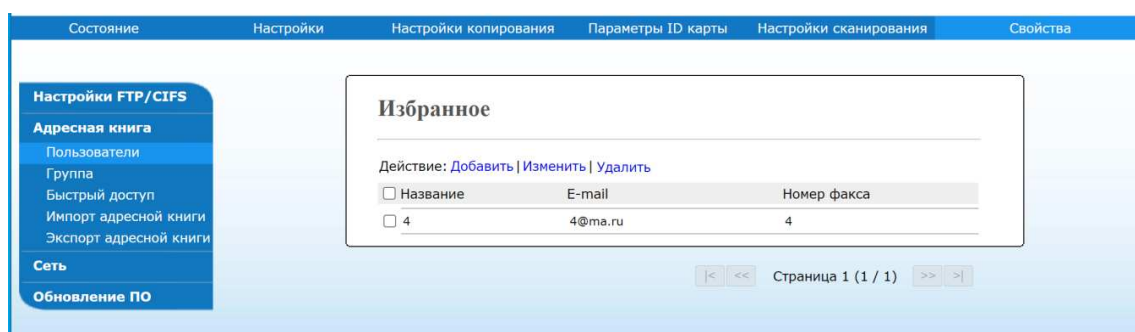 Состояние Настройки Настройки копирования Параметры ID карты Настройки сканирования Свойства
Настройки FTP/CIFS
Адресная книга
Пользователи
Группа
Быстрый доступ
Импорт адресной книги
Экспорт адресной книги
Сеть
Обновление ПО
Избранное
Действие: Добавить | Изменить | Удалить
Название E-mail Номер факса
4 4@ma.ru 4
|< << Страница 1 (1 / 1) >> >|